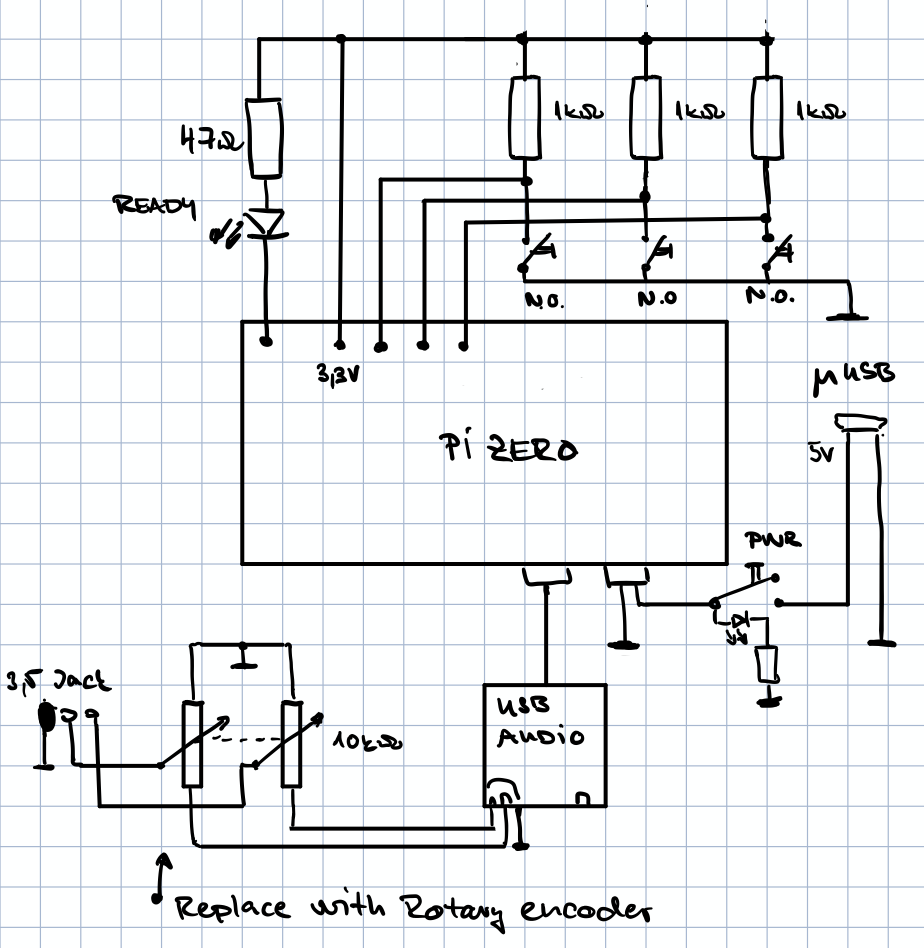 1kΩ
1kΩ
1kΩ
47Ω
READY
N.O.
N.O
N.O.
3,3V
µUSB
Pi ZERO
5V
PWR
3,5 Jack
USB
AUDiO
10kΩ
Replace with Rotary encoder